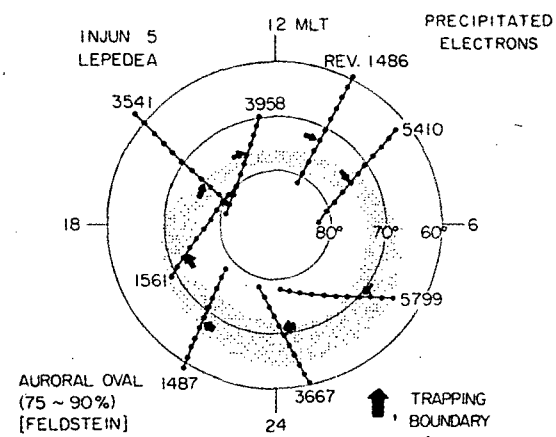 INJUN 5
LEPEDEA
12 MLT
PRECIPITATED
ELECTRONS
REV. 1486
3541
3958
5410
18
80°
70°
60°
6
1561
5799
1487
3667
AURORAL OVAL
(75 ~ 90%)
[FELDSTEIN]
24
, TRAPPING
BOUNDARY